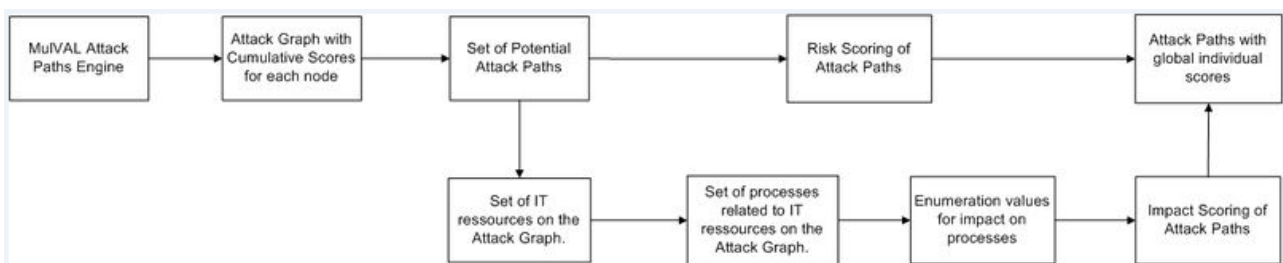 MulVAL Attack
Paths Engine
Attack Graph with
Cumulative Scores
for each node
Set of Potential
Attack Paths
Risk Scoring of
Attack Paths
Attack Paths with
global individual
scores
Set of IT
ressources on the
Attack Graph.
Set of processes
related to IT
ressources on the
Attack Graph.
Enumeration values
for impact on
processes
Impact Scoring of
Attack Paths